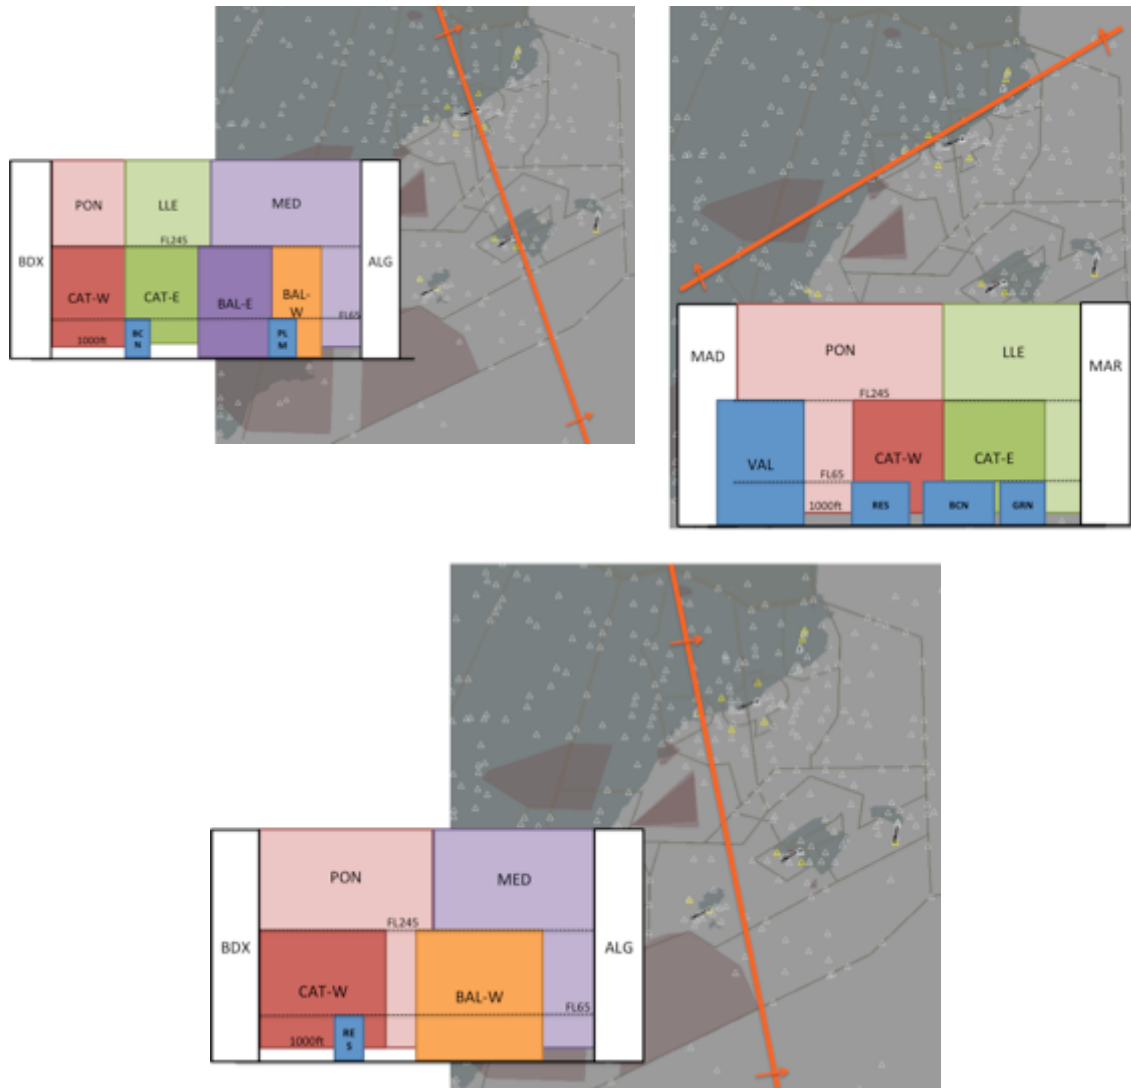 PON
LLE
MED
FL245
BDX
ALG
CAT-W
CAT-E
BAL-E
BAL-
W
FL65
BC
N
PL
M
1000ft
PON
LLE
MAD
MAR
FL245
VAL
CAT-W
CAT-E
FL65
RES
BCN
GRN
1000ft
PON
MED
FL245
BDX
ALG
CAT-W
BAL-W
FL65
RE
S
1000ft